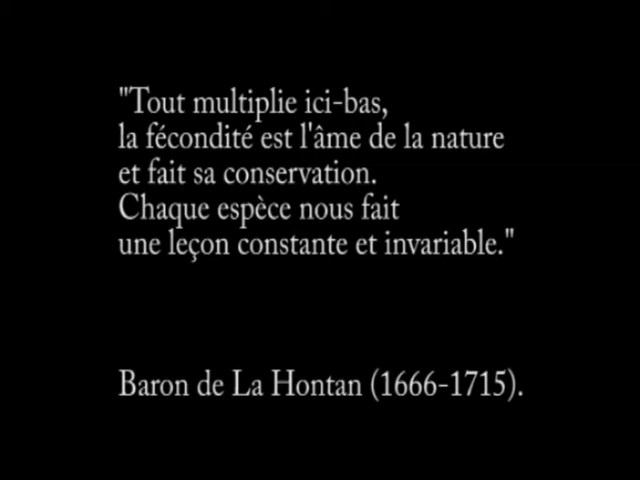 "Tout multiplie ici-bas,
la fécondité est l'âme de la nature
et fait sa conservation.
Chaque espèce nous fait
une leçon constante et invariable."
Baron de La Hontan (1666-1715).